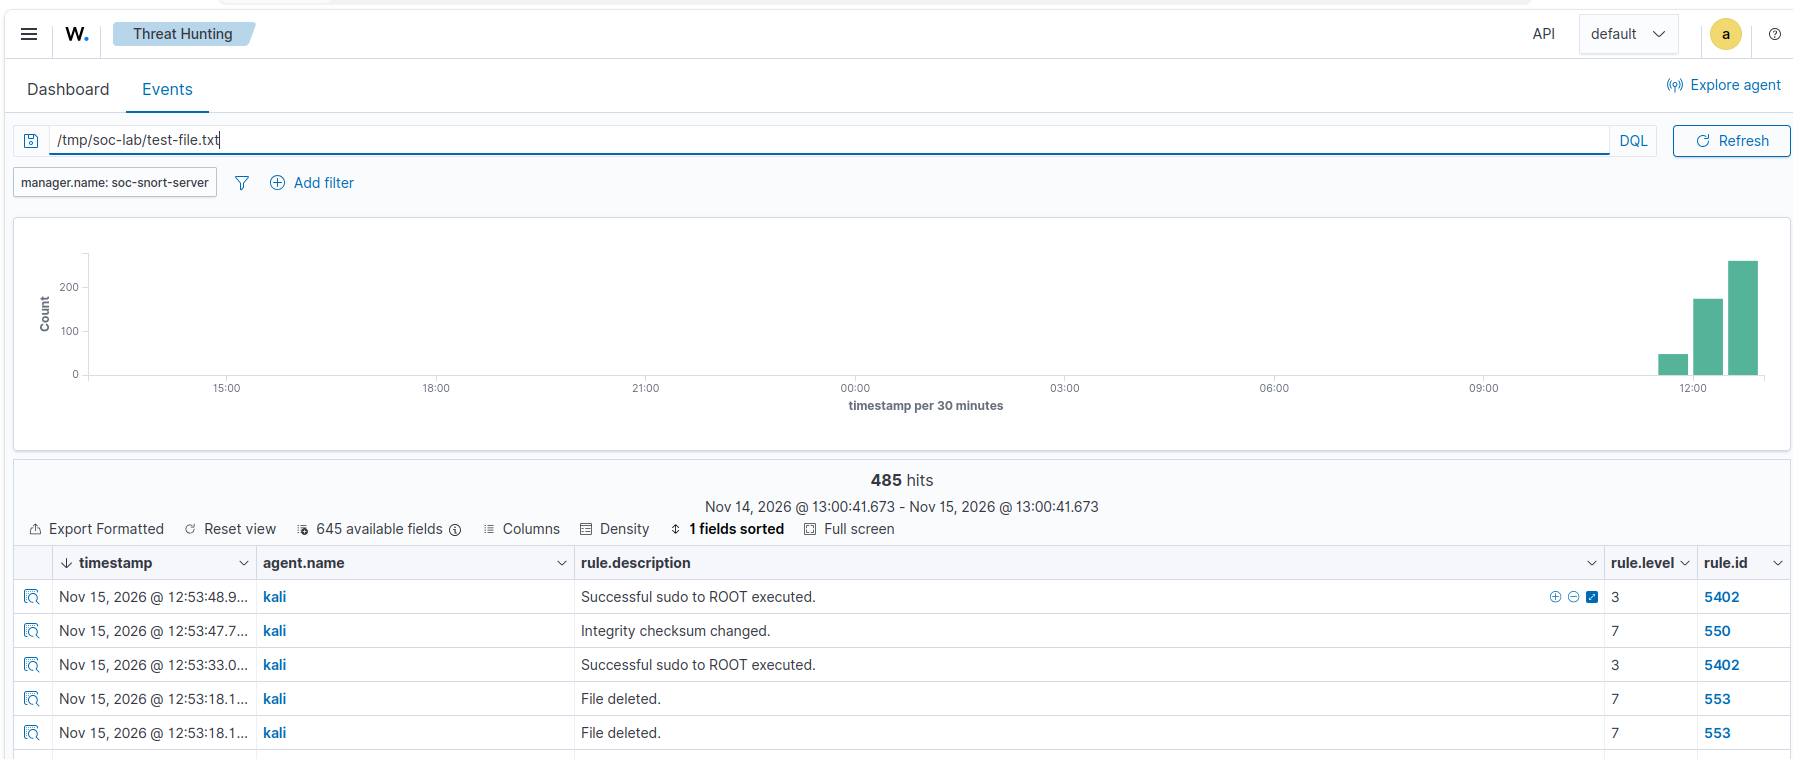 W. Threat Hunting API default a
Dashboard Events Explore agent
/tmp/soc-lab/test-file.txt DQL Refresh
manager.name: soc-snort-server Add filter
Count
200
100
0
15:00 18:00 21:00 00:00 03:00 06:00 09:00 12:00
timestamp per 30 minutes
485 hits
Nov 14, 2026 @ 13:00:41.673 - Nov 15, 2026 @ 13:00:41.673
Export Formatted Reset view 645 available fields Columns Density 1 fields sorted Full screen
timestamp agent.name rule.description rule.level rule.id
Nov 15, 2026 @ 12:53:48.9... kali Successful sudo to ROOT executed. 3 5402
Nov 15, 2026 @ 12:53:47.7... kali Integrity checksum changed. 7 550
Nov 15, 2026 @ 12:53:33.0... kali Successful sudo to ROOT executed. 3 5402
Nov 15, 2026 @ 12:53:18.1... kali File deleted. 7 553
Nov 15, 2026 @ 12:53:18.1... kali File deleted. 7 553